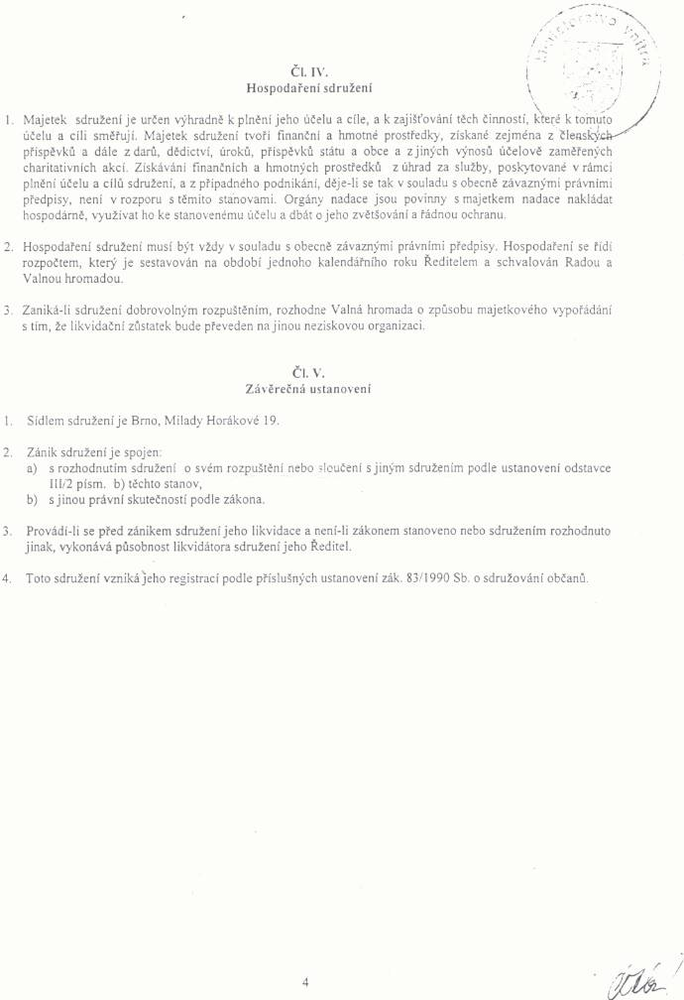 Ministerstvo vnitra
Čl. IV.
Hospodaření sdružení
1. Majetek sdružení je určen výhradně k plnění jeho účelu a cíle, a k zajišťování těch činností, které k tomuto
účelu a cíli směřují. Majetek sdružení tvoří finanční a hmotné prostředky, získané zejména z členských
příspěvků a dále z darů, dědictví, úroků, příspěvků státu a obce a z jiných výnosů účelově zaměřených
charitativních akcí. Získávání finančních a hmotných prostředků z úhrad za služby, poskytované v rámci
plnění účelu a cílů sdružení, a z případného podnikání, děje-li se tak v souladu s obecně závaznými právními
předpisy, není v rozporu s těmito stanovami. Orgány nadace jsou povinny s majetkem nadace nakládat
hospodárně, využívat ho ke stanovenému účelu a dbát o jeho zvětšování a řádnou ochranu.
2. Hospodaření sdružení musí být vždy v souladu s obecně závaznými právními předpisy. Hospodaření se řídí
rozpočtem, který je sestavován na období jednoho kalendářního roku Ředitelem a schvalován Radou a
Valnou hromadou.
3. Zaniká-li sdružení dobrovolným rozpuštěním, rozhodne Valná hromada o způsobu majetkového vypořádání
s tím, že likvidační zůstatek bude převeden na jinou neziskovou organizaci.
Čl. V.
Závěrečná ustanovení
1. Sídlem sdružení je Brno, Milady Horákové 19.
2. Zánik sdružení je spojen:
a) s rozhodnutím sdružení o svém rozpuštění nebo sloučení s jiným sdružením podle ustanovení odstavce
III/2 písm. b) těchto stanov,
b) s jinou právní skutečností podle zákona.
3. Provádí-li se před zánikem sdružení jeho likvidace a není-li zákonem stanoveno nebo sdružením rozhodnuto
jinak, vykonává působnost likvidátora sdružení jeho Ředitel.
4. Toto sdružení vzniká jeho registrací podle příslušných ustanovení zák. 83/1990 Sb. o sdružování občanů.
4